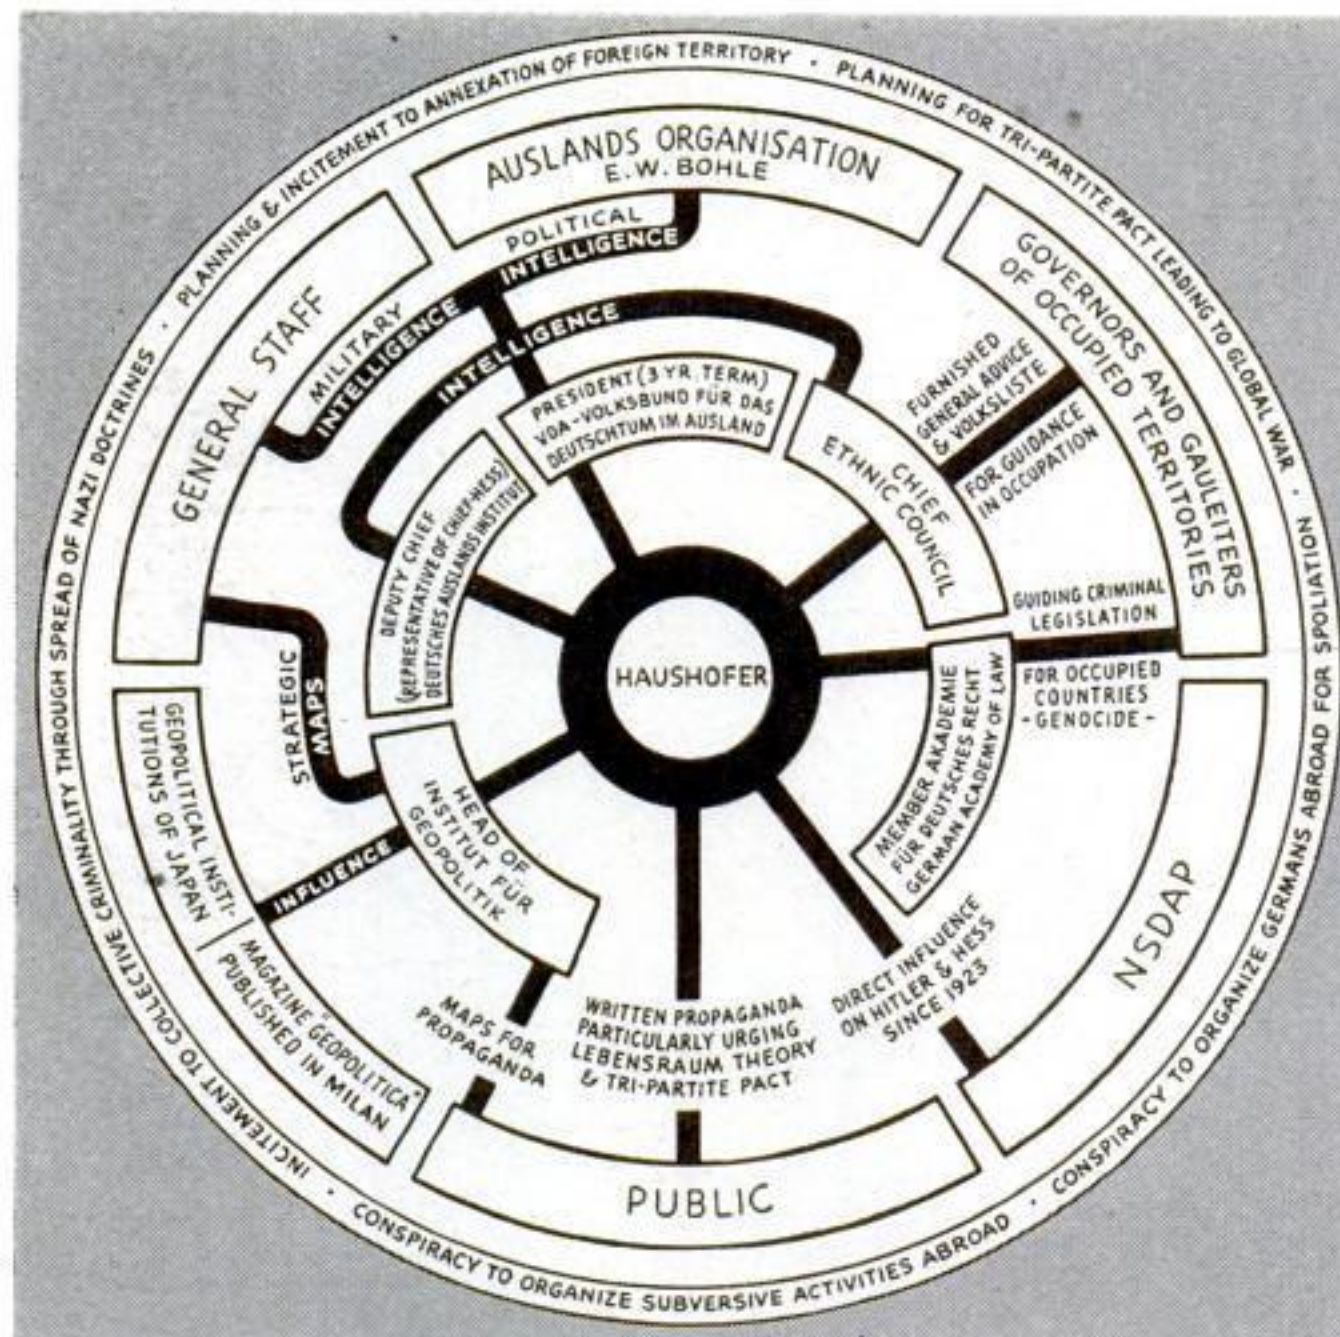 PLANNING & INCITEMENT TO ANNEXATION OF FOREIGN TERRITORY · PLANNING FOR TRI-PARTITE PACT LEADING TO GLOBAL WAR · CONSPIRACY TO ORGANIZE GERMANS ABROAD FOR SPOLIATION · CONSPIRACY TO ORGANIZE SUBVERSIVE ACTIVITIES ABROAD · INCITEMENT TO COLLECTIVE CRIMINALITY THROUGH SPREAD OF NAZI DOCTRINES ·
AUSLANDS ORGANISATION
E.W. BOHLE
POLITICAL
INTELLIGENCE
GENERAL STAFF
MILITARY
INTELLIGENCE
INTELLIGENCE
GOVERNORS AND GAULEITERS
OF OCCUPIED TERRITORIES
FURNISHED
GENERAL ADVICE
& VOLKSLISTE
FOR GUIDANCE
IN OCCUPATION
PRESIDENT (3 YR. TERM)
VDA-VOLKSBUND FÜR DAS
DEUTSCHTUM IM AUSLAND
CHIEF
ETHNIC COUNCIL
DEPUTY CHIEF
(REPRESENTATIVE OF CHIEF-HESS)
DEUTSCHES AUSLANDSINSTITUT
GUIDING CRIMINAL
LEGISLATION
FOR OCCUPIED
COUNTRIES
- GENOCIDE -
HAUSHOFER
MEMBER AKADEMIE
FÜR DEUTSCHES RECHT
GERMAN ACADEMY OF LAW
STRATEGIC
MAPS
HEAD OF
INSTITUT FÜR
GEOPOLITIK
GEOPOLITICAL INSTI-
TUTIONS OF JAPAN
INFLUENCE
MAGAZINE GEOPOLITICA"
PUBLISHED IN MILAN
MAPS FOR
PROPAGANDA
WRITTEN PROPAGANDA
PARTICULARLY URGING
LEBENSRAUM THEORY
& TRI-PARTITE PACT
DIRECT INFLUENCE
ON HITLER & HESS
SINCE 1923
NSDAP
PUBLIC